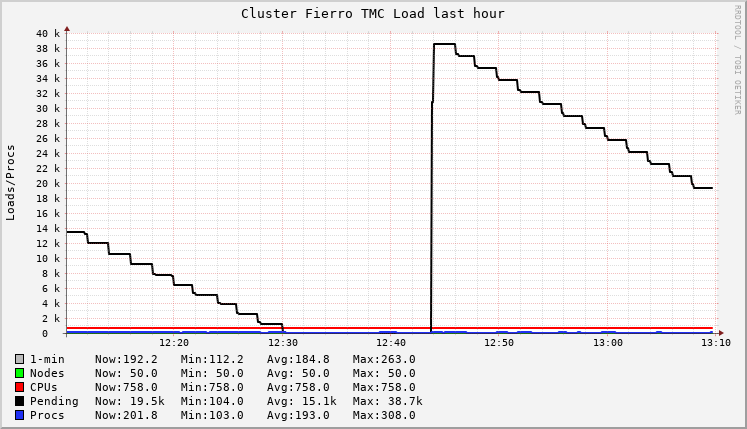 Cluster Fierro TMC Load last hour
RRDTOOL / TOBI OETIKER
Loads/Procs
40 k
38 k
36 k
34 k
32 k
30 k
28 k
26 k
24 k
22 k
20 k
18 k
16 k
14 k
12 k
10 k
8 k
6 k
4 k
2 k
0
12:20 12:30 12:40 12:50 13:00 13:10
1-min Now:192.2 Min:112.2 Avg:184.8 Max:263.0
Nodes Now: 50.0 Min: 50.0 Avg: 50.0 Max: 50.0
CPUs Now:758.0 Min:758.0 Avg:758.0 Max:758.0
Pending Now: 19.5k Min:104.0 Avg: 15.1k Max: 38.7k
Procs Now:201.8 Min:103.0 Avg:193.0 Max:308.0